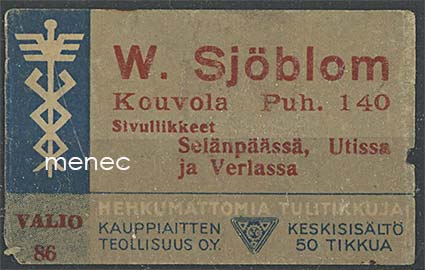 W. Sjöblom
Kouvola Puh. 140
Sivuliikkeet
Selänpäässä, Utissa
ja Verlassa
menec
HEHKUMATTOMIA TULITIKKUJA
VALIO
86
KAUPPIAITTEN
TEOLLISUUS O.Y.
KESKISISÄLTÖ
50 TIKKUA